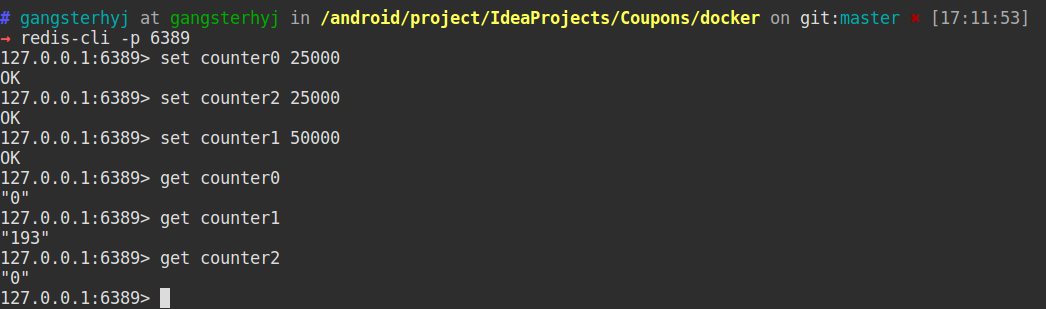 # gangsterhyj at gangsterhyj in /android/project/IdeaProjects/Coupons/docker on git:master ✖ [17:11:53]
→ redis-cli -p 6389
127.0.0.1:6389> set counter0 25000
OK
127.0.0.1:6389> set counter2 25000
OK
127.0.0.1:6389> set counter1 50000
OK
127.0.0.1:6389> get counter0
"0"
127.0.0.1:6389> get counter1
"193"
127.0.0.1:6389> get counter2
"0"
127.0.0.1:6389>